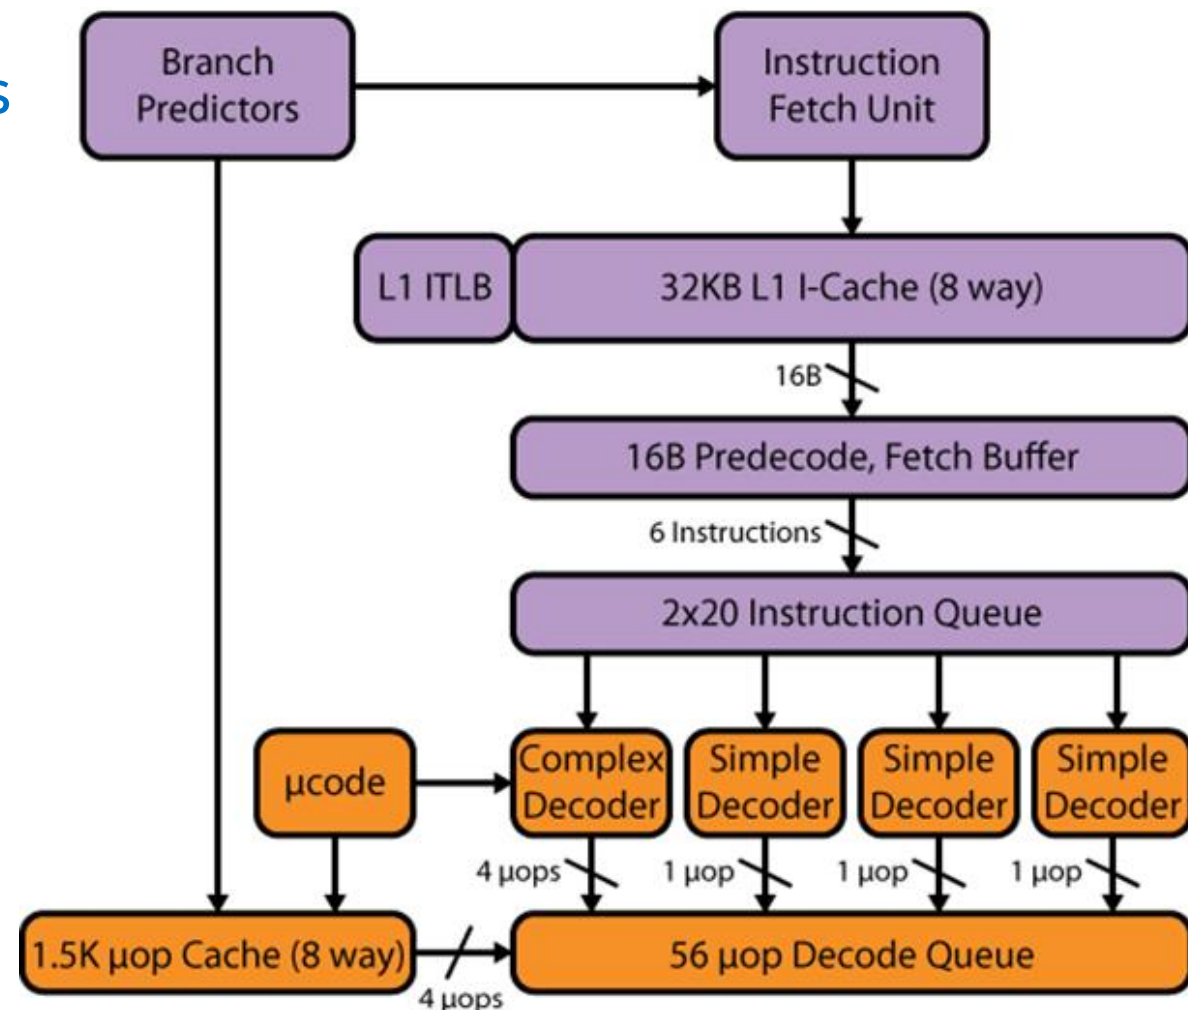 s
Branch
Predictors
Instruction
Fetch Unit
L1 ITLB
32KB L1 I-Cache (8 way)
16B
16B Predecode, Fetch Buffer
6 Instructions
2x20 Instruction Queue
μcode
Complex
Decoder
Simple
Decoder
Simple
Decoder
Simple
Decoder
4 μops
1 μop
1 μop
1 μop
1.5K μop Cache (8 way)
4 μops
56 μop Decode Queue